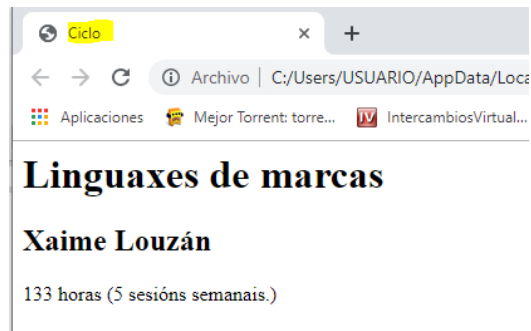 Ciclo
Archivo | C:/Users/USUARIO/AppData/Loca
Aplicaciones Mejor Torrent: torre... IntercambiosVirtual...
Linguaxes de marcas
Xaime Louzán
133 horas (5 sesións semanais.)